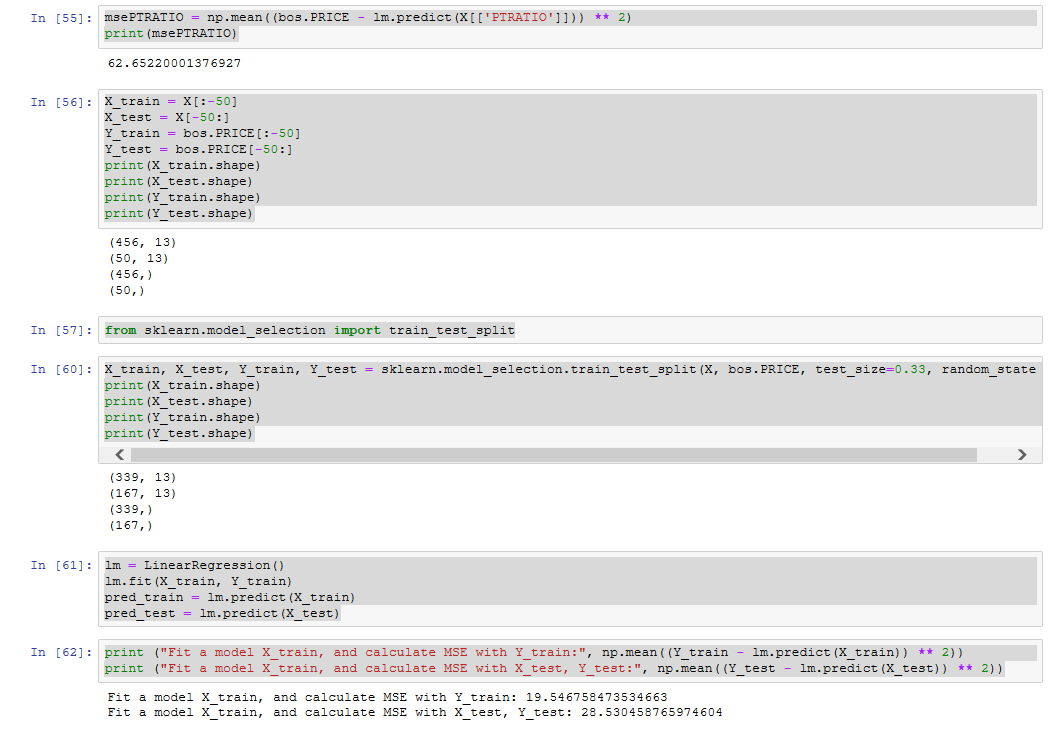 In [55]: msePTRATIO = np.mean((bos.PRICE - lm.predict(X[['PTRATIO']])) ** 2)
print(msePTRATIO)
62.65220001376927
In [56]: X_train = X[:-50]
X_test = X[-50:]
Y_train = bos.PRICE[:-50]
Y_test = bos.PRICE[-50:]
print(X_train.shape)
print(X_test.shape)
print(Y_train.shape)
print(Y_test.shape)
(456, 13)
(50, 13)
(456,)
(50,)
In [57]: from sklearn.model_selection import train_test_split
In [60]: X_train, X_test, Y_train, Y_test = sklearn.model_selection.train_test_split(X, bos.PRICE, test_size=0.33, random_state
print(X_train.shape)
print(X_test.shape)
print(Y_train.shape)
print(Y_test.shape)
(339, 13)
(167, 13)
(339,)
(167,)
In [61]: lm = LinearRegression()
lm.fit(X_train, Y_train)
pred_train = lm.predict(X_train)
pred_test = lm.predict(X_test)
In [62]: print ("Fit a model X_train, and calculate MSE with Y_train:", np.mean((Y_train - lm.predict(X_train)) ** 2))
print ("Fit a model X_train, and calculate MSE with X_test, Y_test:", np.mean((Y_test - lm.predict(X_test)) ** 2))
Fit a model X_train, and calculate MSE with Y_train: 19.546758473534663
Fit a model X_train, and calculate MSE with X_test, Y_test: 28.530458765974604